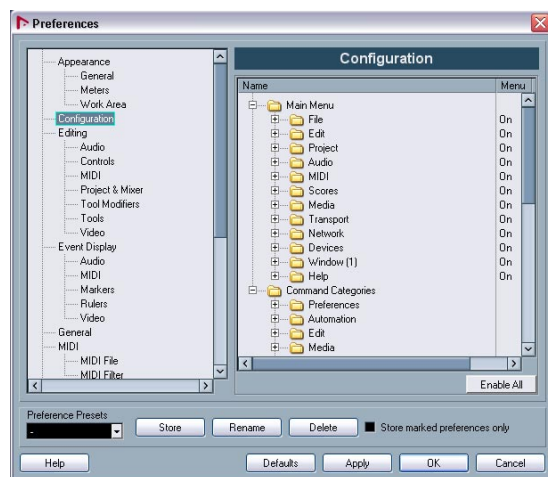 Preferences
Appearance
General
Meters
Work Area
Configuration
Editing
Audio
Controls
MIDI
Project & Mixer
Tool Modifiers
Tools
Video
Event Display
Audio
MIDI
Markers
Rulers
Video
General
MIDI
MIDI File
MIDI Filter
Configuration
Name Menu
Main Menu
File On
Edit On
Project On
Audio On
MIDI On
Scores On
Media On
Transport On
Network On
Devices On
Window (1) On
Help On
Command Categories
Preferences
Automation
Edit
Media
Enable All
Preference Presets
-
Store Rename Delete Store marked preferences only
Help Defaults Apply OK Cancel